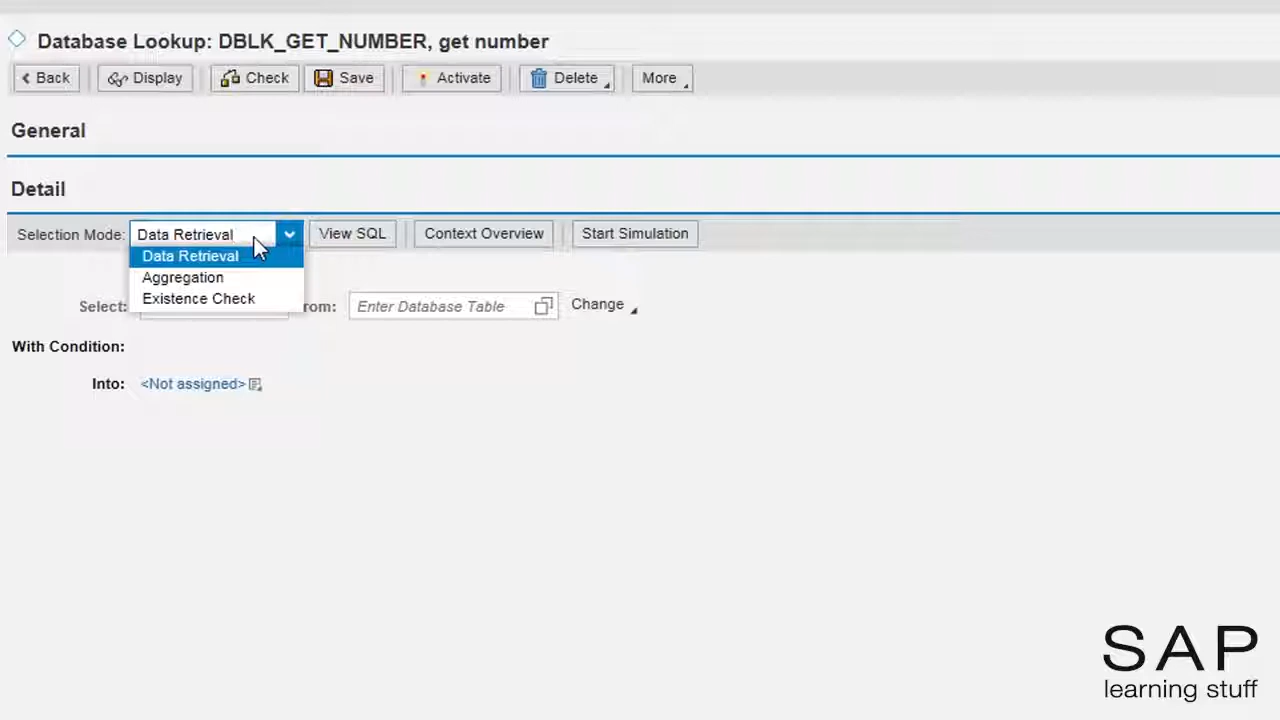 Database Lookup: DBLK_GET_NUMBER, get number
Back Display Check Save Activate Delete More
General
Detail
Selection Mode: Data Retrieval View SQL Context Overview Start Simulation
Data Retrieval
Aggregation
Existence Check
Select: rom: Enter Database Table Change
With Condition:
Into: <Not assigned>
SAP
learning stuff